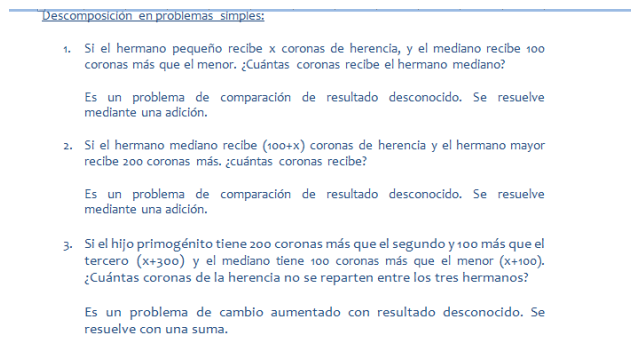 Descomposición en problemas simples:
1. Si el hermano pequeño recibe x coronas de herencia, y el mediano recibe 100
coronas más que el menor. ¿Cuántas coronas recibe el hermano mediano?
Es un problema de comparación de resultado desconocido. Se resuelve
mediante una adición.
2. Si el hermano mediano recibe (100+x) coronas de herencia y el hermano mayor
recibe 200 coronas más. ¿cuántas coronas recibe?
Es un problema de comparación de resultado desconocido. Se resuelve
mediante una adición.
3. Si el hijo primogénito tiene 200 coronas más que el segundo y 100 más que el
tercero (x+300) y el mediano tiene 100 coronas más que el menor (x+100).
¿Cuántas coronas de la herencia no se reparten entre los tres hermanos?
Es un problema de cambio aumentado con resultado desconocido. Se
resuelve con una suma.